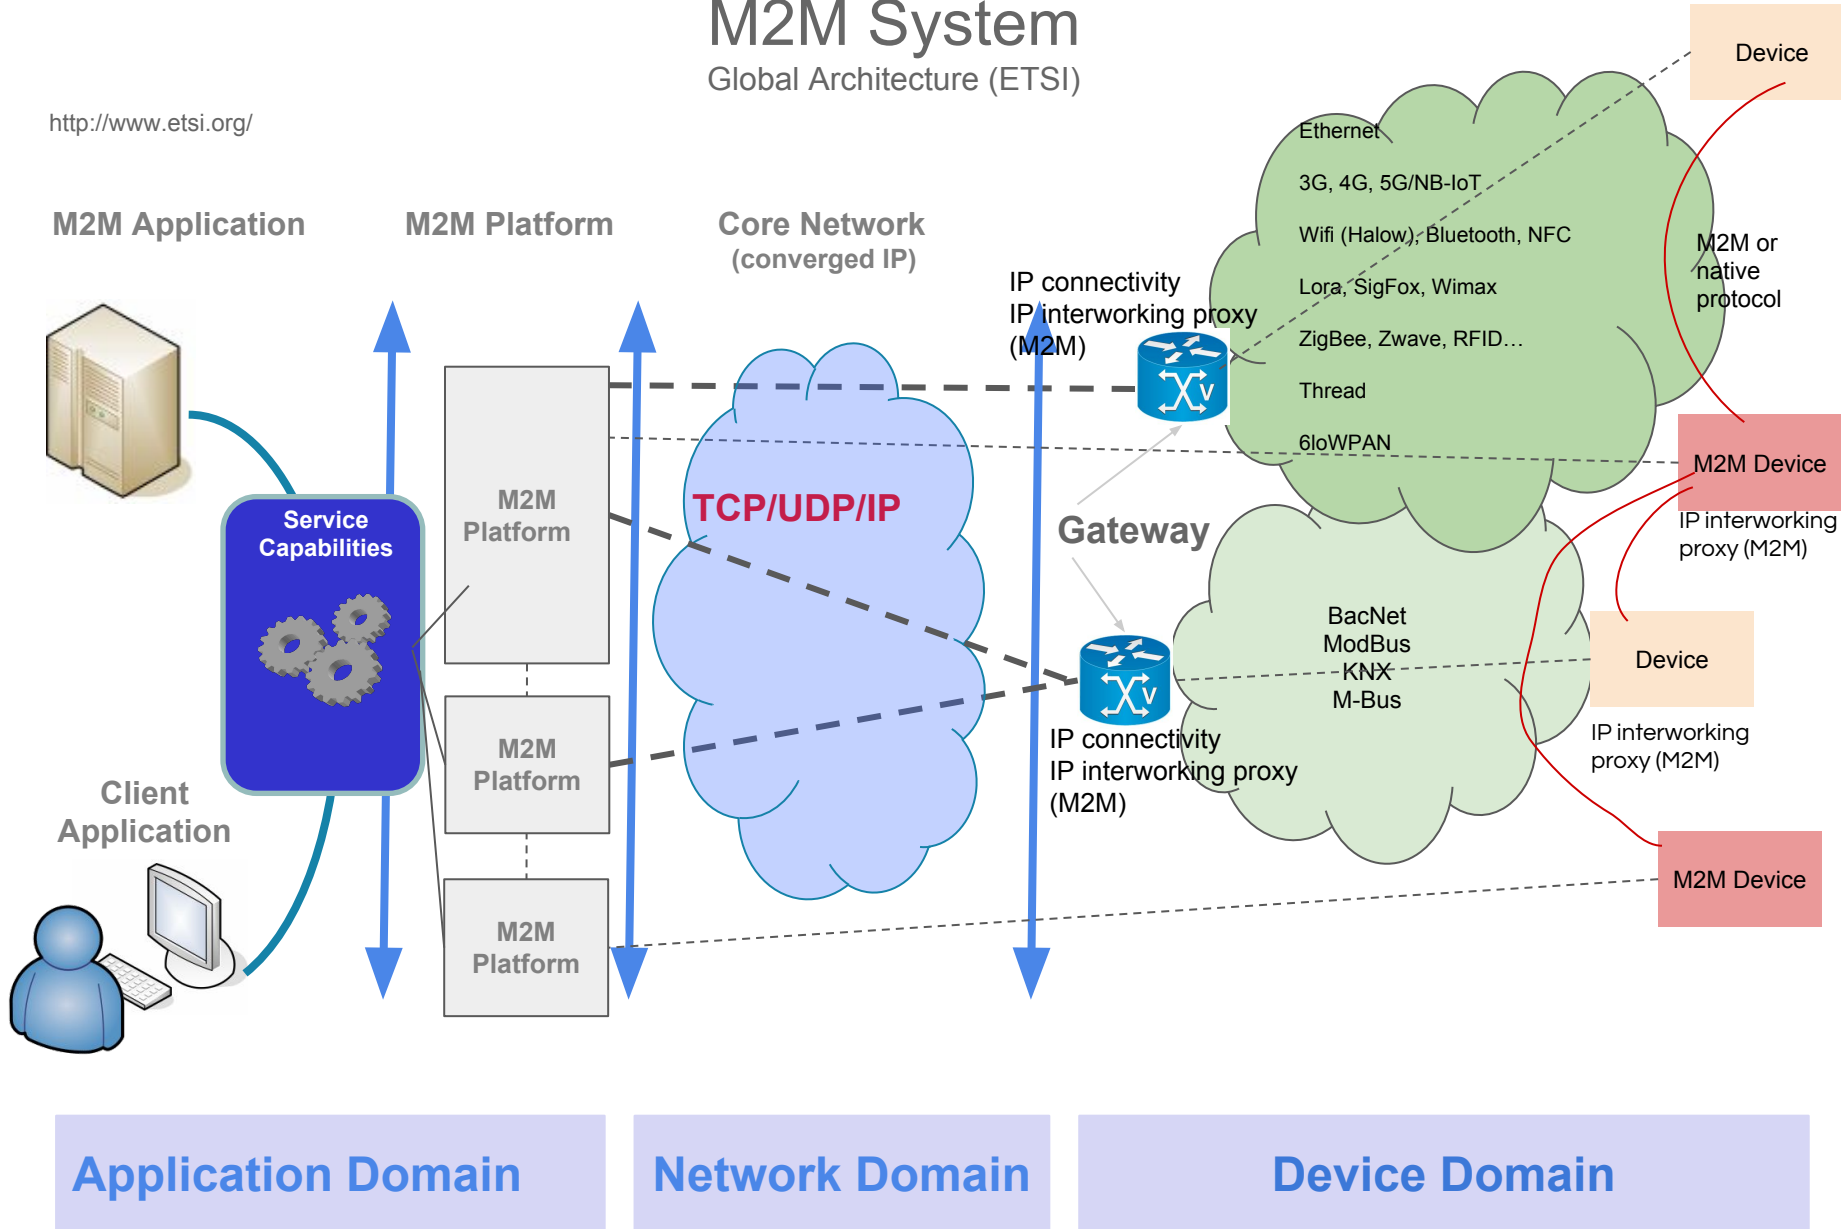 M2M System
Global Architecture (ETSI)
http://www.etsi.org/
M2M Application
M2M Platform
Core Network
(converged IP)
IP connectivity
IP interworking proxy
(M2M)
Ethernet
3G, 4G, 5G/NB-IoT
Wifi (Halow), Bluetooth, NFC
Lora, SigFox, Wimax
ZigBee, Zwave, RFID…
Thread
6loWPAN
Device
M2M or
native
protocol
M2M Device
IP interworking
proxy (M2M)
Service
Capabilities
M2M
Platform
TCP/UDP/IP
Gateway
V
V
BacNet
ModBus
KNX
M-Bus
Device
IP interworking
proxy (M2M)
M2M
Platform
IP connectivity
IP interworking proxy
(M2M)
Client
Application
M2M
Platform
M2M Device
Application Domain
Network Domain
Device Domain